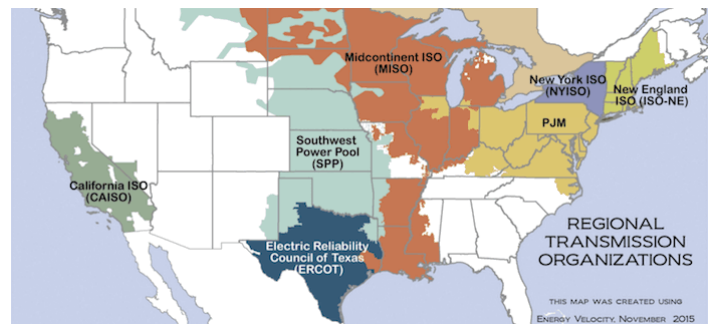 Midcontinent ISO
(MISO)
New York ISO
(NYISO)
New England
ISO (ISO-NE)
PJM
Southwest
Power Pool
(SPP)
California ISO
(CAISO)
Electric Reliability
Council of Texas
(ERCOT)
REGIONAL
TRANSMISSION
ORGANIZATIONS
THIS MAP WAS CREATED USING
ENERGY VELOCITY, NOVEMBER 2015